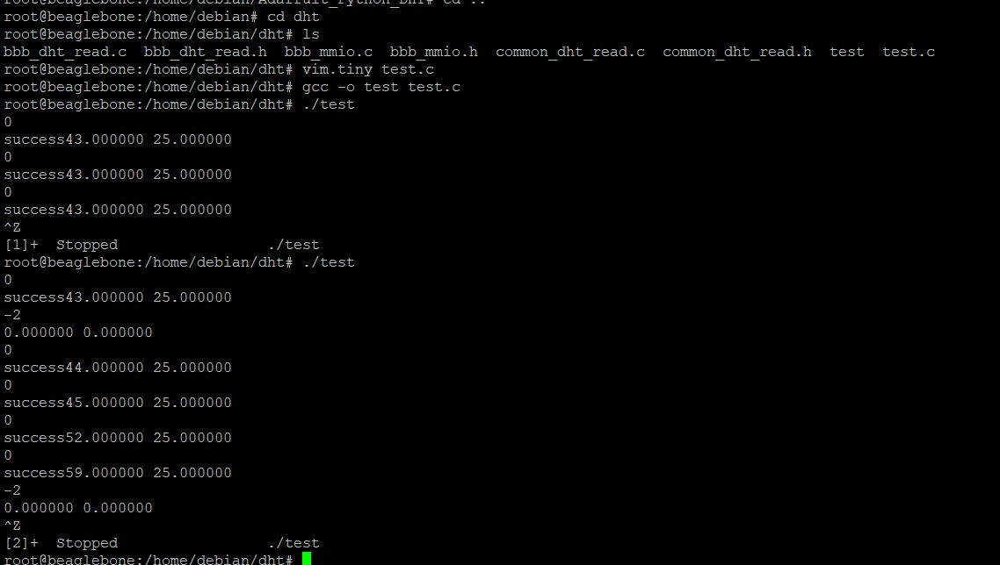 root@beaglebone:/home/debian/Adafruit_Python_DHT# cd ..
root@beaglebone:/home/debian# cd dht
root@beaglebone:/home/debian/dht# ls
bbb_dht_read.c  bbb_dht_read.h  bbb_mmio.c  bbb_mmio.h  common_dht_read.c  common_dht_read.h  test  test.c
root@beaglebone:/home/debian/dht# vim.tiny test.c
root@beaglebone:/home/debian/dht# gcc -o test test.c
root@beaglebone:/home/debian/dht# ./test
0
success43.000000 25.000000
0
success43.000000 25.000000
0
success43.000000 25.000000
^Z
[1]+  Stopped                 ./test
root@beaglebone:/home/debian/dht# ./test
0
success43.000000 25.000000
-2
0.000000 0.000000
0
success44.000000 25.000000
0
success45.000000 25.000000
0
success52.000000 25.000000
0
success59.000000 25.000000
-2
0.000000 0.000000
^Z
[2]+  Stopped                 ./test
root@beaglebone:/home/debian/dht#